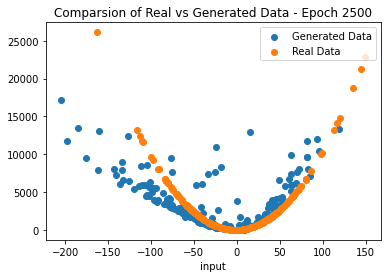 Comparsion of Real vs Generated Data - Epoch 2500
Generated Data
Real Data
25000
20000
15000
10000
5000
0
−200 −150 −100 −50 0 50 100 150
input